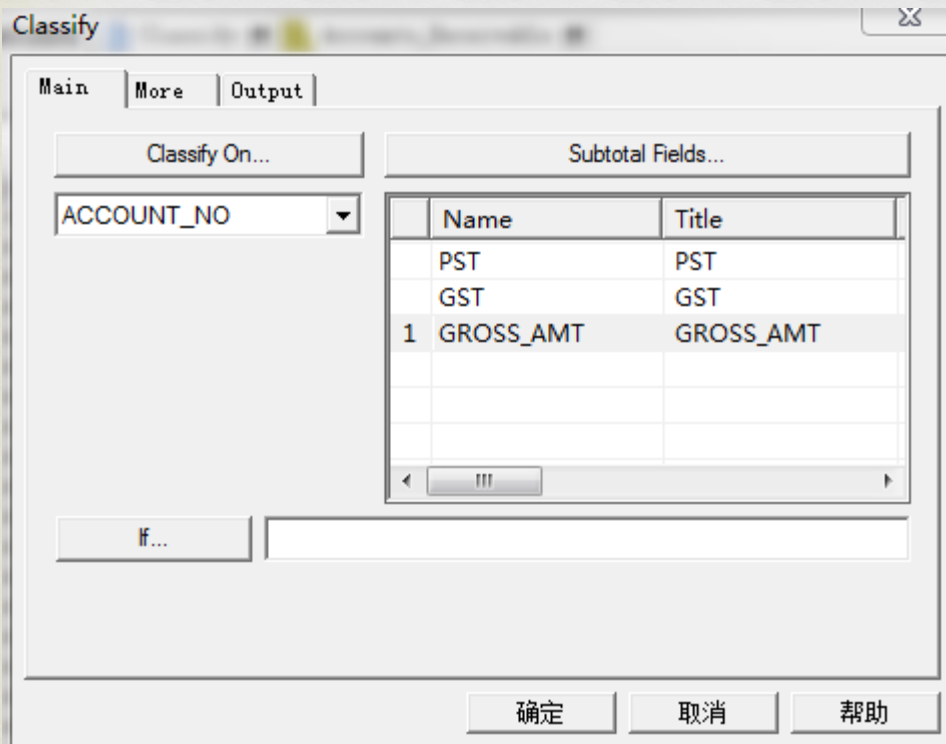 Classify
Main More Output
Classify On... Subtotal Fields...
ACCOUNT_NO
Name Title
PST PST
GST GST
1 GROSS_AMT GROSS_AMT
If...
确定 取消 帮助